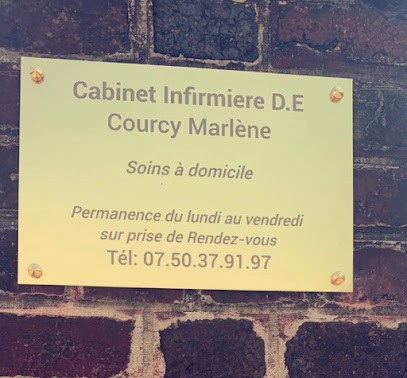 Cabinet Infirmiere D.E
Courcy Marlène
Soins à domicile
Permanence du lundi au vendredi
sur prise de Rendez-vous
Tél: 07.50.37.91.97